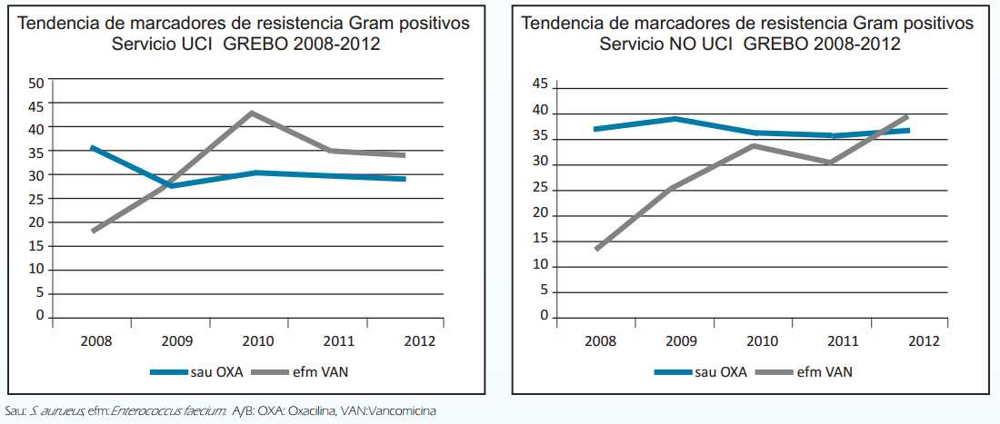 Tendencia de marcadores de resistencia Gram positivos
Servicio UCI GREBO 2008-2012
50
45
40
35
30
25
20
15
10
5
0
2008 2009 2010 2011 2012
sau OXA efm VAN
Tendencia de marcadores de resistencia Gram positivos
Servicio NO UCI GREBO 2008-2012
45
40
35
30
25
20
15
10
5
0
2008 2009 2010 2011 2012
sau OXA efm VAN
Sau: S. aurueus, efm:Enterococcus faecium. A/B: OXA: Oxacilina, VAN:Vancomicina